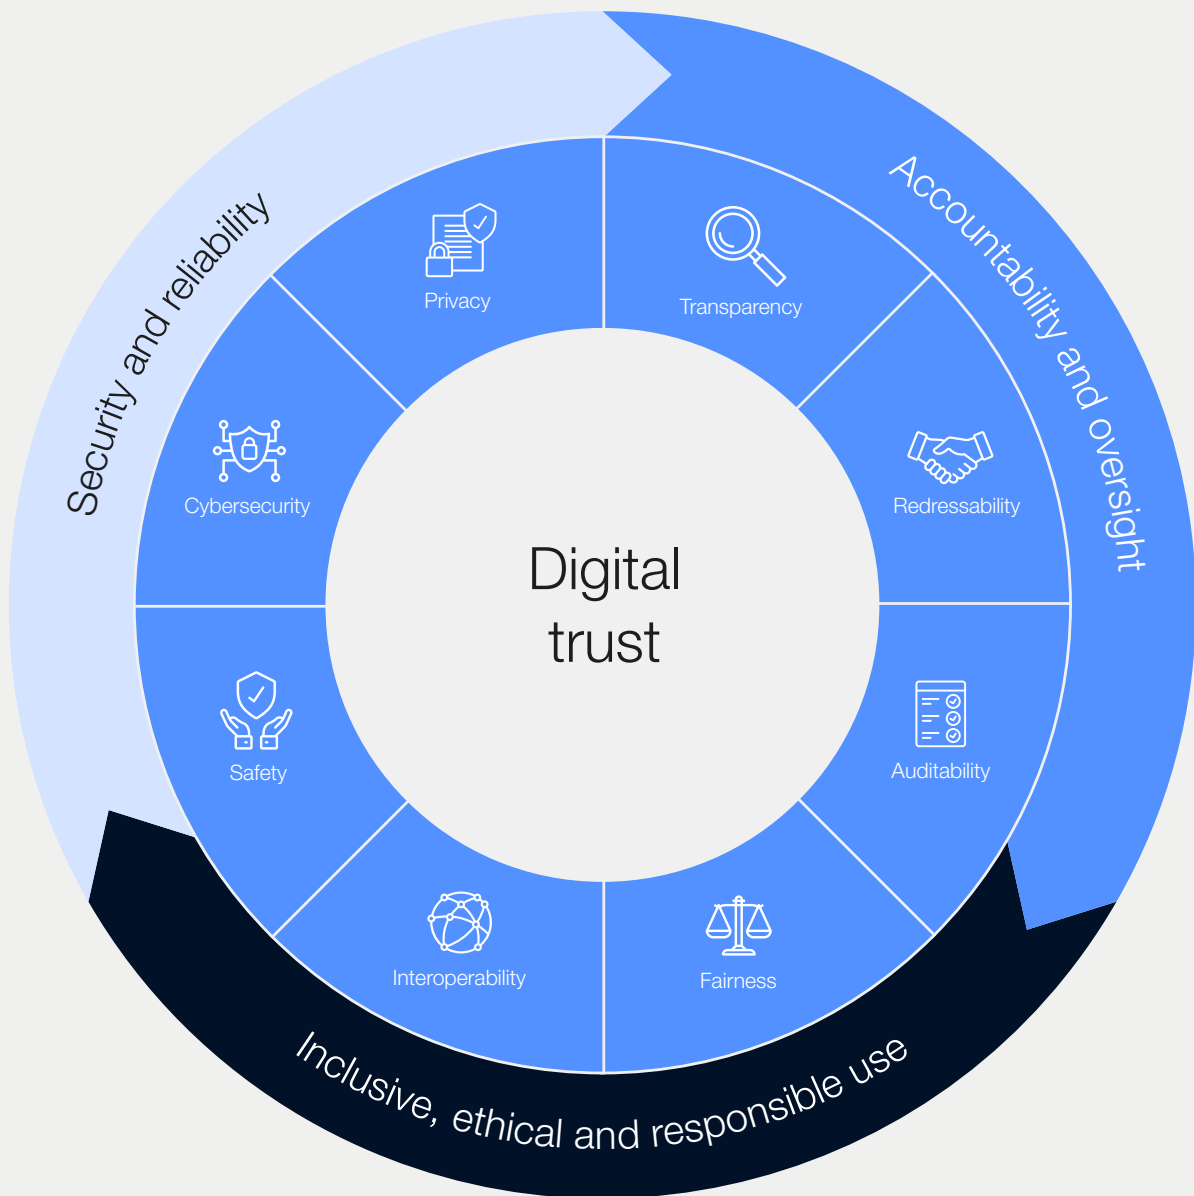 Security and reliability
Accountability and oversight
Privacy
Transparency
Cybersecurity
Redressability
Digital
trust
Safety
Auditability
Interoperability
Fairness
Inclusive, ethical and responsible use